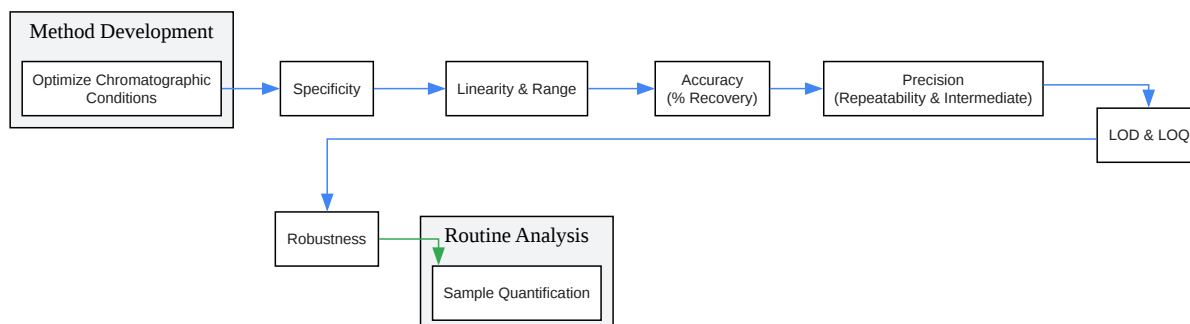 Method Development
Optimize Chromatographic
Conditions
Specificity
Linearity & Range
Accuracy
(% Recovery)
Precision
(Repeatability & Intermediate)
LOD & LOQ
Robustness
Routine Analysis
Sample Quantification